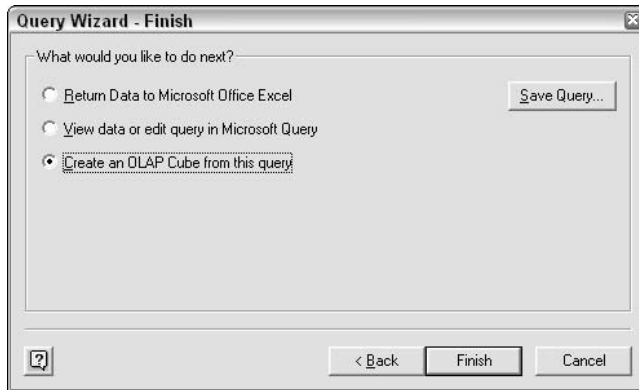 Query Wizard - Finish
What would you like to do next?
Return Data to Microsoft Office Excel
Save Query...
View data or edit query in Microsoft Query
Create an OLAP Cube from this query
?
< Back
Finish
Cancel